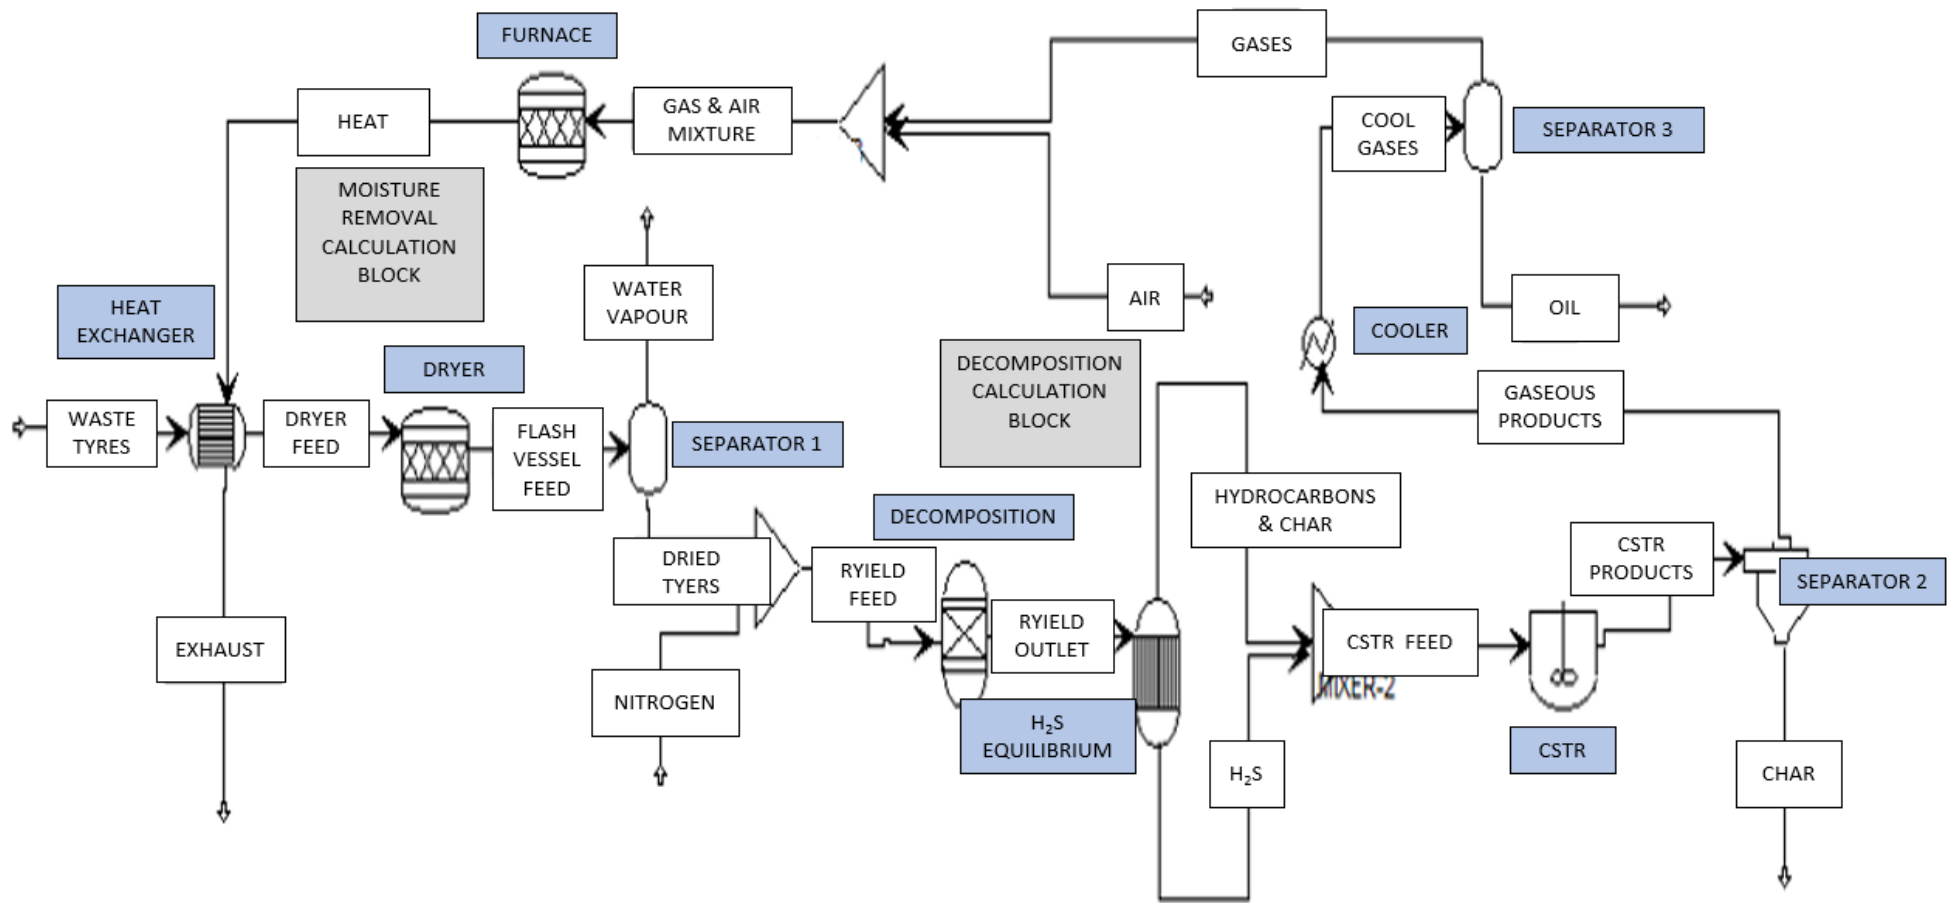 FURNACE
GASES
HEAT
GAS & AIR
MIXTURE
COOL
GASES
SEPARATOR 3
MOISTURE
REMOVAL
CALCULATION
BLOCK
WATER
VAPOUR
AIR
OIL
HEAT
EXCHANGER
COOLER
DRYER
DECOMPOSITION
CALCULATION
BLOCK
WASTE
TYRES
DRYER
FEED
FLASH
VESSEL
FEED
SEPARATOR 1
GASEOUS
PRODUCTS
HYDROCARBONS
& CHAR
DECOMPOSITION
DRIED
TYERS
RYIELD
FEED
CSTR
PRODUCTS
SEPARATOR 2
EXHAUST
RYIELD
OUTLET
CSTR FEED
MIXER-2
NITROGEN
H₂S
EQUILIBRIUM
H₂S
CSTR
CHAR